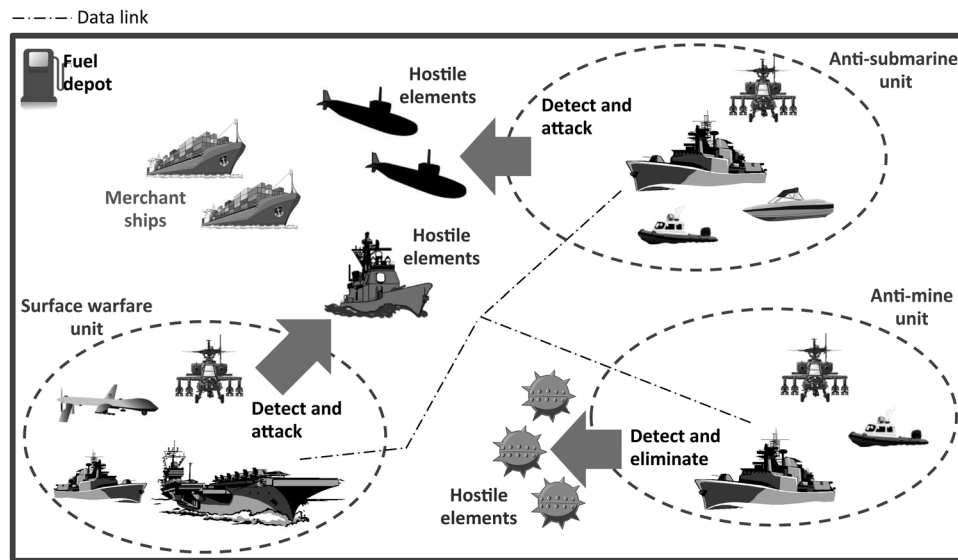 Data link
Fuel
depot
Hostile
elements
Anti-submarine
unit
Detect and
attack
Merchant
ships
Hostile
elements
Surface warfare
unit
Anti-mine
unit
Detect and
attack
Detect and
eliminate
Hostile
elements